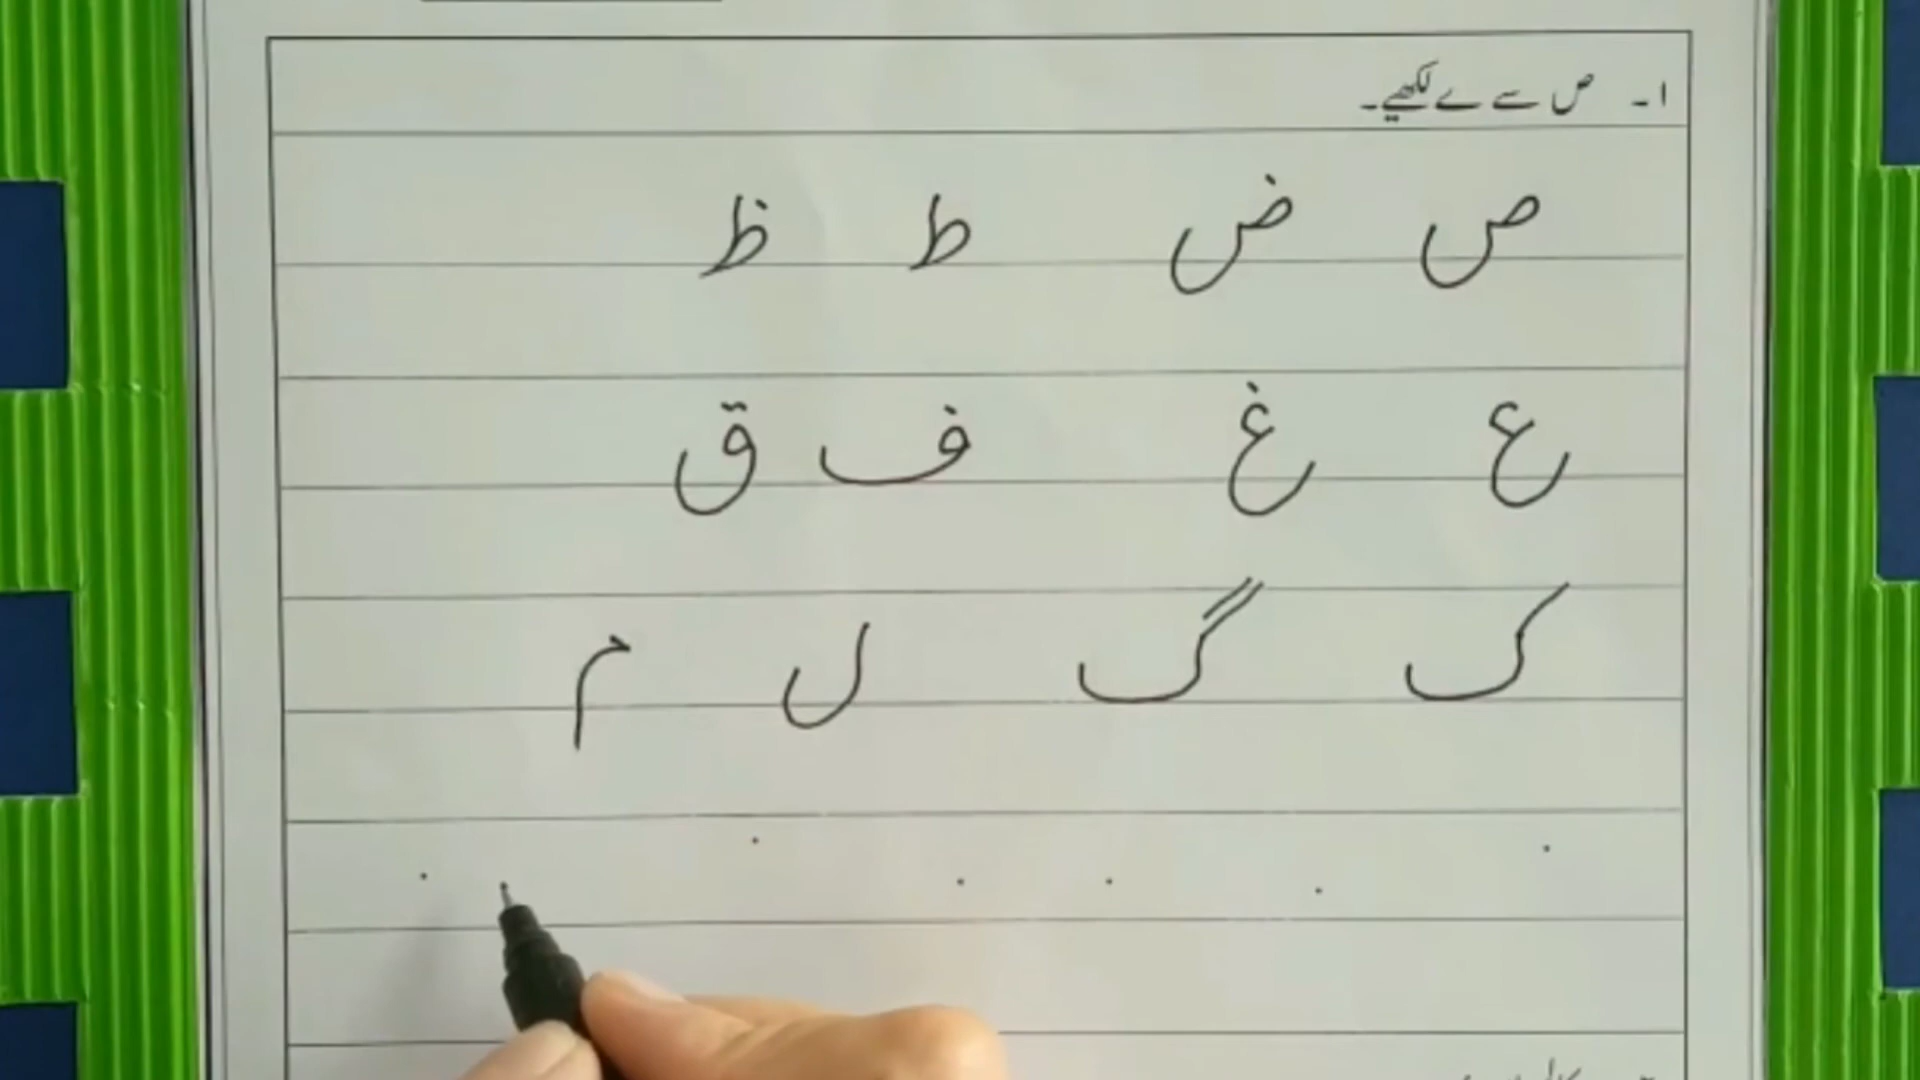 ۱۔ ص سے ے لکھیے۔
ص ض ط ظ
ع غ ف ق
ک گ ل م